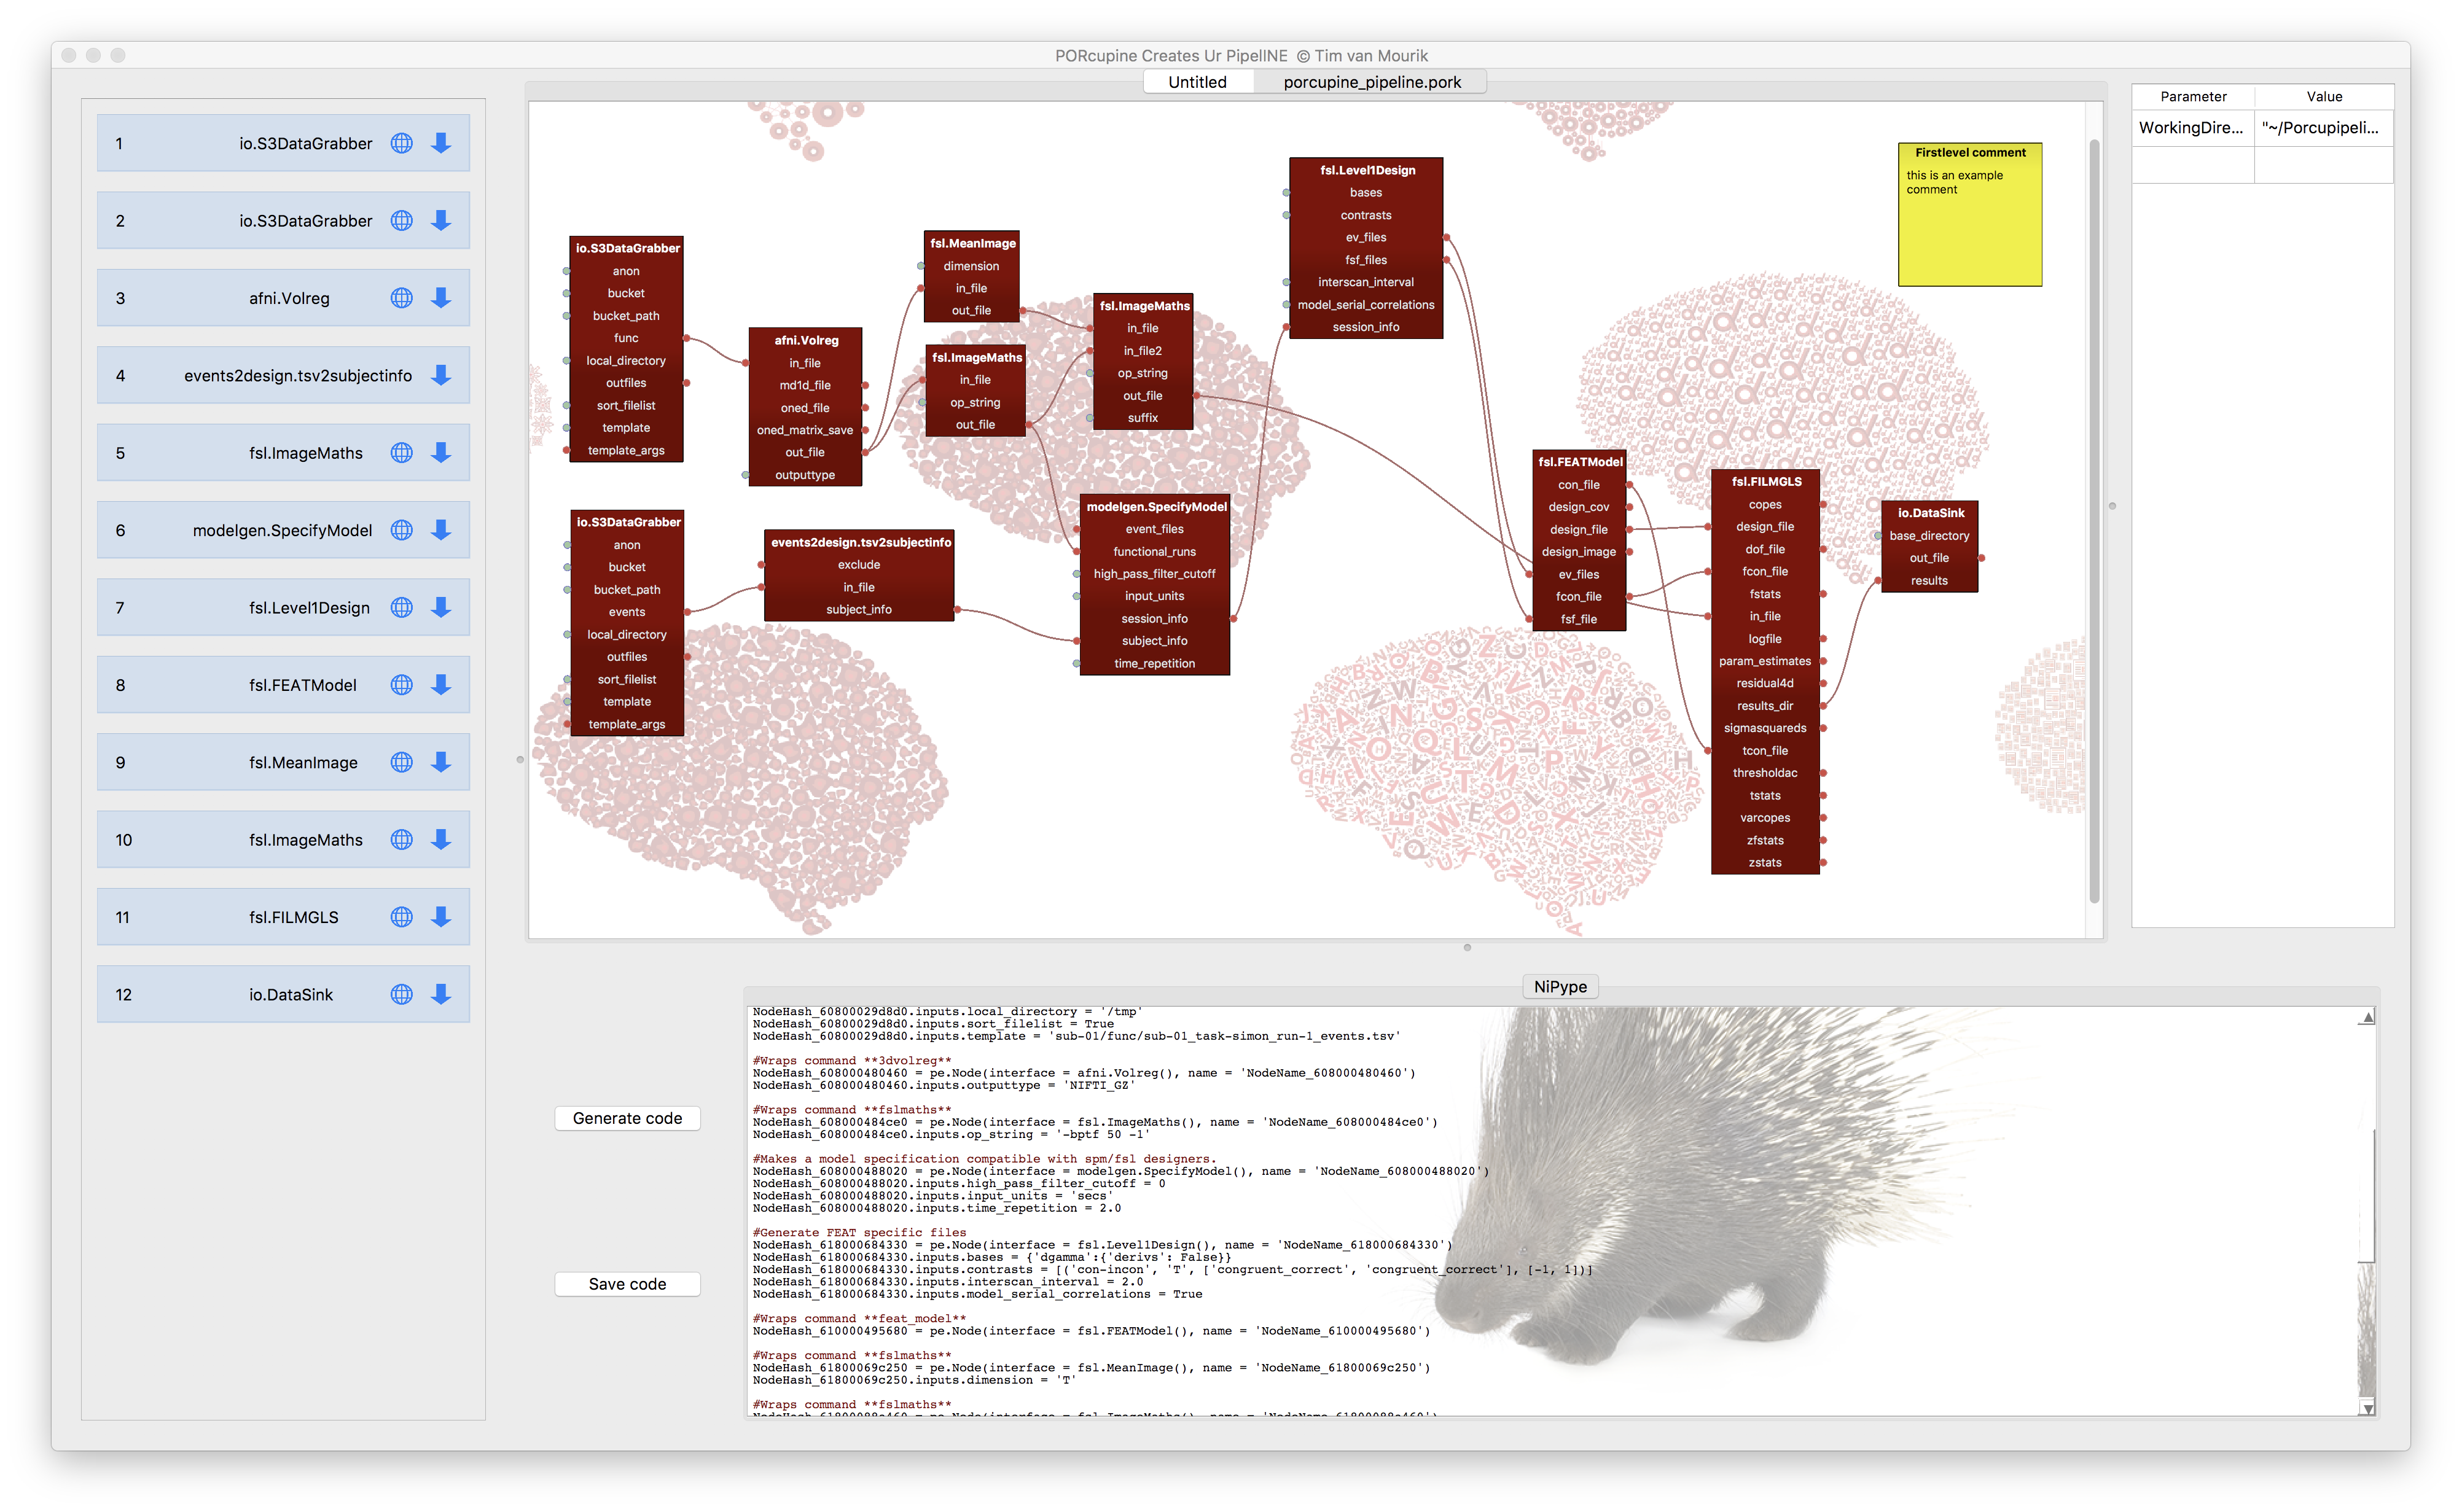 PORcupine Creates Ur PipelINE © Tim van Mourik
Untitled
porcupine_pipeline.pork
1 io.S3DataGrabber
2 io.S3DataGrabber
3 afni.Volreg
4 events2design.tsv2subjectinfo
5 fsl.ImageMaths
6 modelgen.SpecifyModel
7 fsl.Level1Design
8 fsl.FEATModel
9 fsl.MeanImage
10 fsl.ImageMaths
11 fsl.FILMGLS
12 io.DataSink
io.S3DataGrabber
anon
bucket
bucket_path
func
local_directory
outfiles
sort_filelist
template
template_args
io.S3DataGrabber
anon
bucket
bucket_path
events
local_directory
outfiles
sort_filelist
template
template_args
afni.Volreg
in_file
md1d_file
oned_file
oned_matrix_save
out_file
outputtype
events2design.tsv2subjectinfo
exclude
in_file
subject_info
fsl.MeanImage
dimension
in_file
out_file
fsl.ImageMaths
in_file
op_string
out_file
fsl.ImageMaths
in_file
in_file2
op_string
out_file
suffix
modelgen.SpecifyModel
event_files
functional_runs
high_pass_filter_cutoff
input_units
session_info
subject_info
time_repetition
fsl.Level1Design
bases
contrasts
ev_files
fsf_files
interscan_interval
model_serial_correlations
session_info
fsl.FEATModel
con_file
design_cov
design_file
design_image
ev_files
fcon_file
fsf_file
fsl.FILMGLS
copes
design_file
dof_file
fcon_file
fstats
in_file
logfile
param_estimates
residual4d
results_dir
sigmasquareds
tcon_file
thresholdac
tstats
varcopes
zfstats
zstats
io.DataSink
base_directory
out_file
results
Firstlevel comment
this is an example
comment
Parameter Value
WorkingDire... "~/Porcupipeli...
Generate code
Save code
NiPype
NodeHash_60800029d8d0.inputs.local_directory = '/tmp'
NodeHash_60800029d8d0.inputs.sort_filelist = True
NodeHash_60800029d8d0.inputs.template = 'sub-01/func/sub-01_task-simon_run-1_events.tsv'
#Wraps command **3dvolreg**
NodeHash_608000480460 = pe.Node(interface = afni.Volreg(), name = 'NodeName_608000480460')
NodeHash_608000480460.inputs.outputtype = 'NIFTI_GZ'
#Wraps command **fslmaths**
NodeHash_608000484ce0 = pe.Node(interface = fsl.ImageMaths(), name = 'NodeName_608000484ce0')
NodeHash_608000484ce0.inputs.op_string = '-bptf 50 -1'
#Makes a model specification compatible with spm/fsl designers.
NodeHash_608000488020 = pe.Node(interface = modelgen.SpecifyModel(), name = 'NodeName_608000488020')
NodeHash_608000488020.inputs.high_pass_filter_cutoff = 0
NodeHash_608000488020.inputs.input_units = 'secs'
NodeHash_608000488020.inputs.time_repetition = 2.0
#Generate FEAT specific files
NodeHash_618000684330 = pe.Node(interface = fsl.Level1Design(), name = 'NodeName_618000684330')
NodeHash_618000684330.inputs.bases = {'dgamma':{'derivs': False}}
NodeHash_618000684330.inputs.contrasts = [('con-incon', 'T', ['congruent_correct', 'congruent_correct'], [-1, 1])]
NodeHash_618000684330.inputs.interscan_interval = 2.0
NodeHash_618000684330.inputs.model_serial_correlations = True
#Wraps command **feat_model**
NodeHash_610000495680 = pe.Node(interface = fsl.FEATModel(), name = 'NodeName_610000495680')
#Wraps command **fslmaths**
NodeHash_61800069c250 = pe.Node(interface = fsl.MeanImage(), name = 'NodeName_61800069c250')
NodeHash_61800069c250.inputs.dimension = 'T'
#Wraps command **fslmaths**